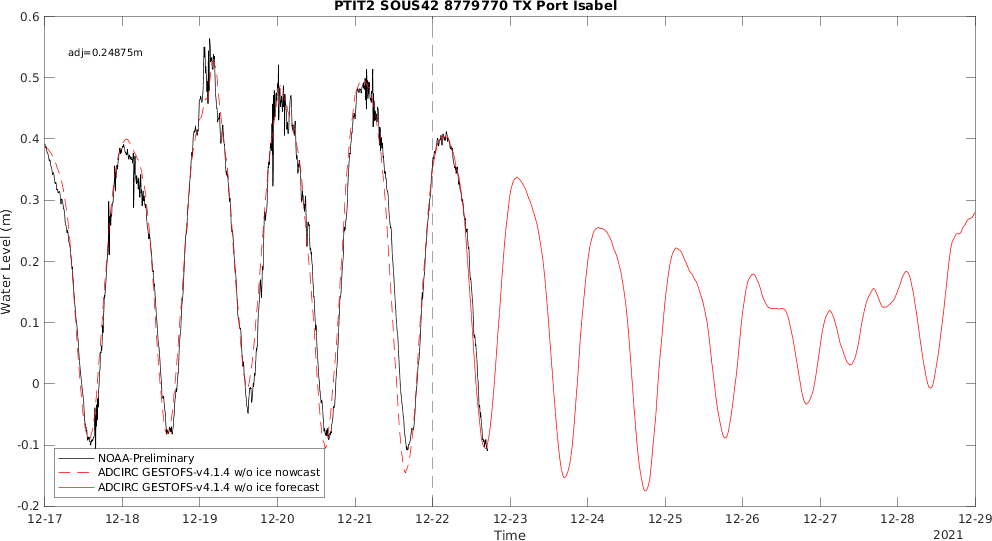 PTIT2 SOUS42 8779770 TX Port Isabel
adj=0.24875m
0.6
0.5
0.4
0.3
0.2
0.1
0
-0.1
-0.2
Water Level (m)
NOAA-Preliminary
ADCIRC GESTOFS-v4.1.4 w/o ice nowcast
ADCIRC GESTOFS-v4.1.4 w/o ice forecast
12-17 12-18 12-19 12-20 12-21 12-22 12-23 12-24 12-25 12-26 12-27 12-28 12-29
Time
2021